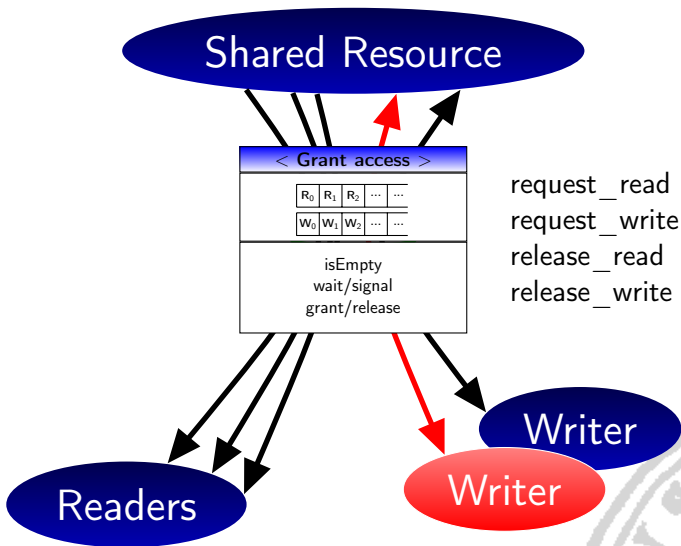 Shared Resource
< Grant access >
R0 R1 R2 ... ...
W0 W1 W2 ... ...
isEmpty
wait/signal
grant/release
request_read
request_write
release_read
release_write
Writer
Writer
Readers